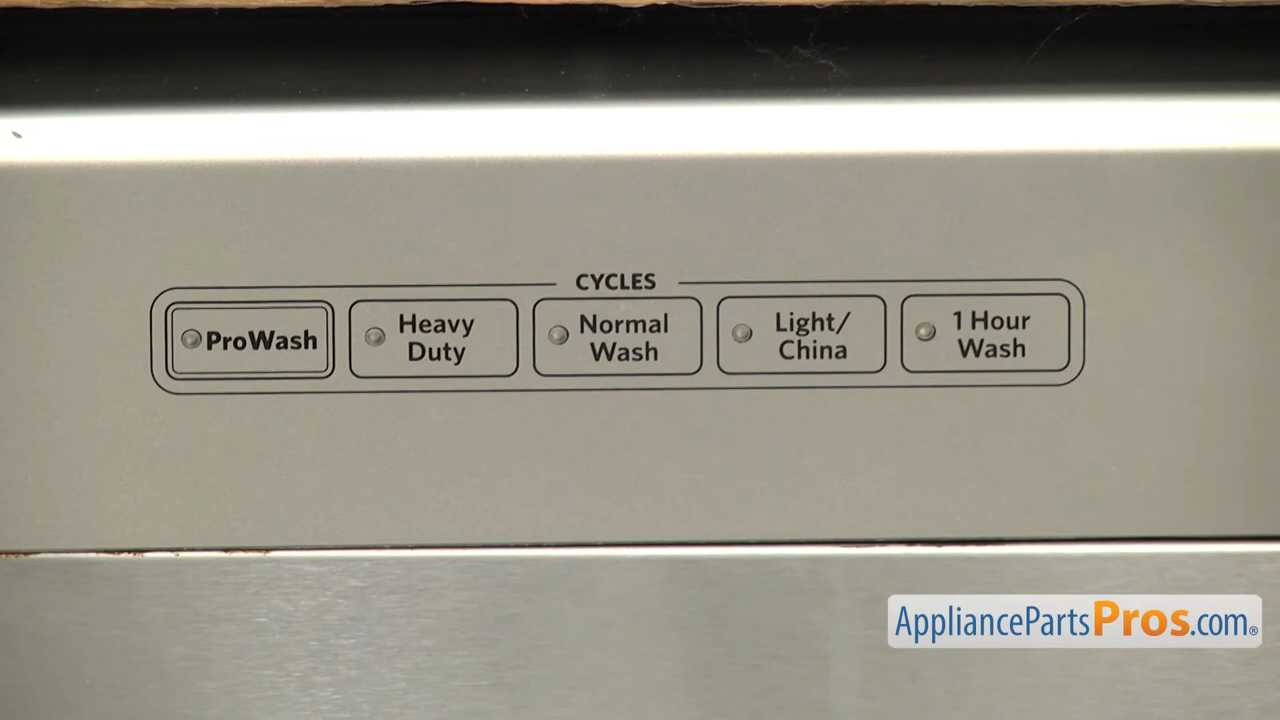 CYCLES
ProWash
Heavy
Duty
Normal
Wash
Light/
China
1 Hour
Wash
AppliancePartsPros.com®